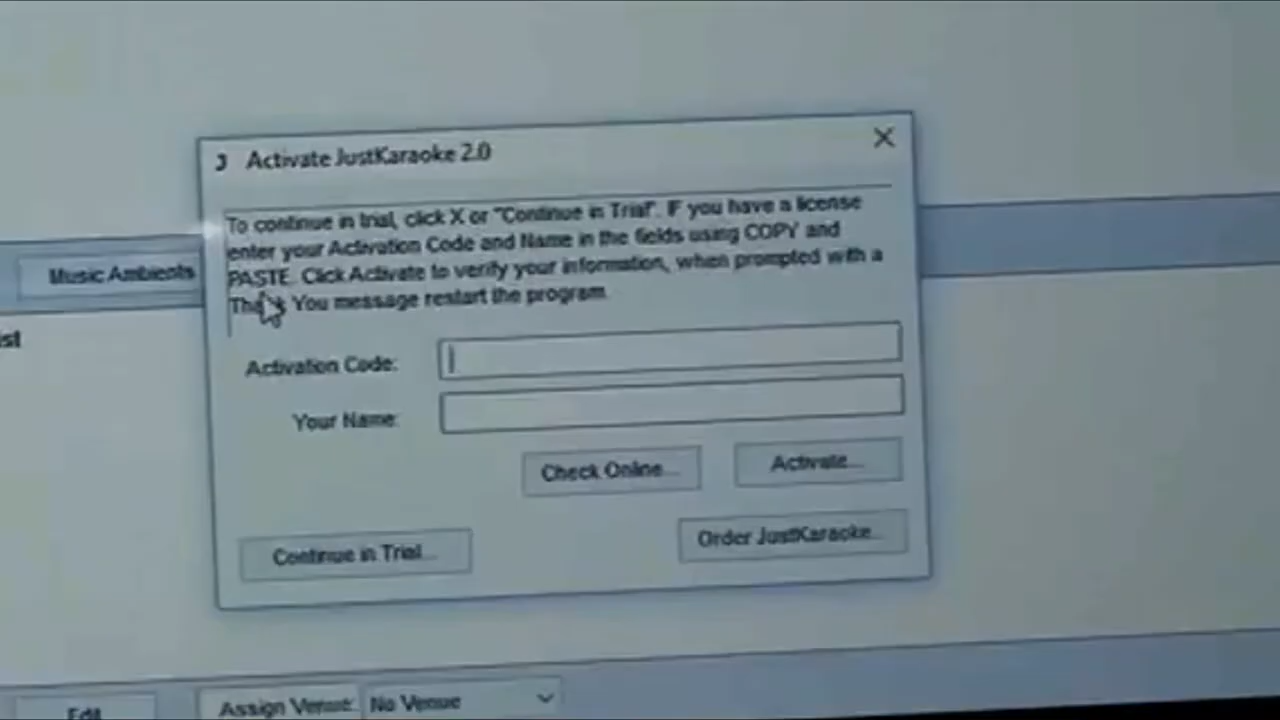 Activate JustKaraoke 2.0
To continue in trial, click X or "Continue in Trial". If you have a license
enter your Activation Code and Name in the fields using COPY and
PASTE. Click Activate to verify your information, when prompted with a
Thank You message restart the program.
Music Ambients
ist
Activation Code:
Your Name:
Check Online...
Activate...
Continue in Trial...
Order JustKaraoke...
Edit
Assign Venue:
No Venue